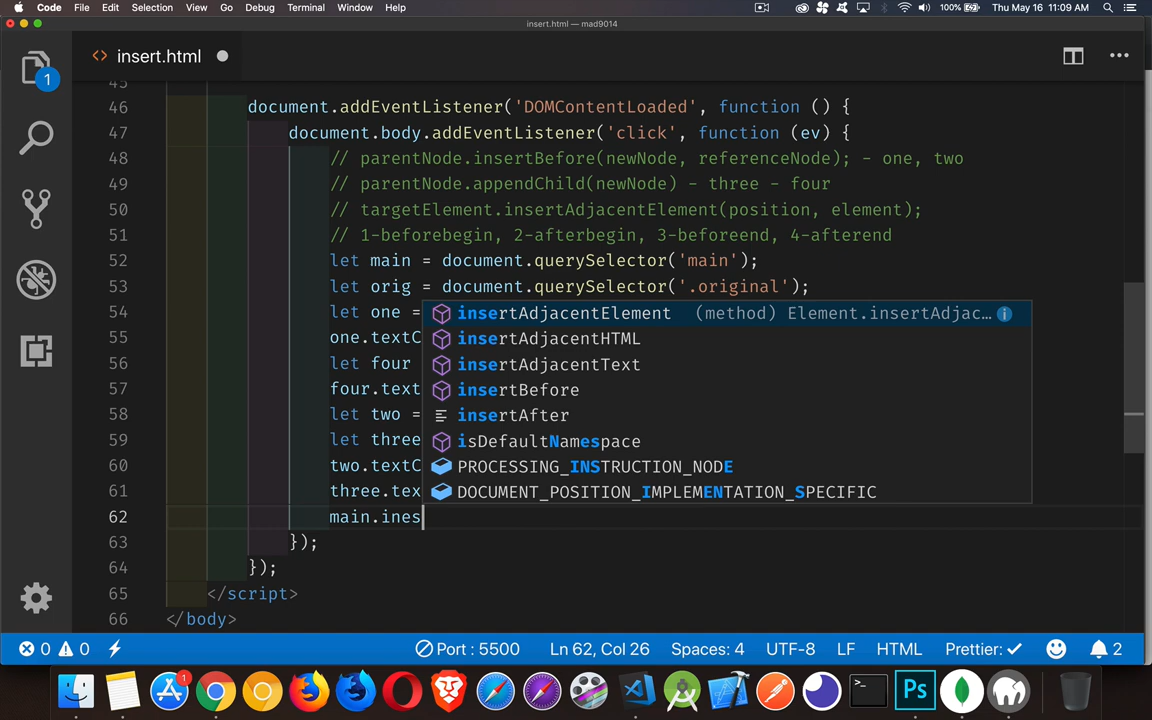 Code File Edit Selection View Go Debug Terminal Window Help 100% Thu May 16 11:09 AM
insert.html — mad9014
<> insert.html
1
45
46 document.addEventListener('DOMContentLoaded', function () {
47 document.body.addEventListener('click', function (ev) {
48 // parentNode.insertBefore(newNode, referenceNode); - one, two
49 // parentNode.appendChild(newNode) - three - four
50 // targetElement.insertAdjacentElement(position, element);
51 // 1-beforebegin, 2-afterbegin, 3-beforeend, 4-afterend
52 let main = document.querySelector('main');
53 let orig = document.querySelector('.original');
54 let one = insertAdjacentElement (method) Element.insertAdjac…
55 one.textC insertAdjacentHTML
56 let four insertAdjacentText
57 four.text insertBefore
58 let two = insertAfter
59 let three isDefaultNamespace
60 two.textC PROCESSING_INSTRUCTION_NODE
61 three.tex DOCUMENT_POSITION_IMPLEMENTATION_SPECIFIC
62 main.ines
63 });
64 });
65 </script>
66 </body>
0 0 Port : 5500 Ln 62, Col 26 Spaces: 4 UTF-8 LF HTML Prettier: ✓ 2
1
>_
Ps